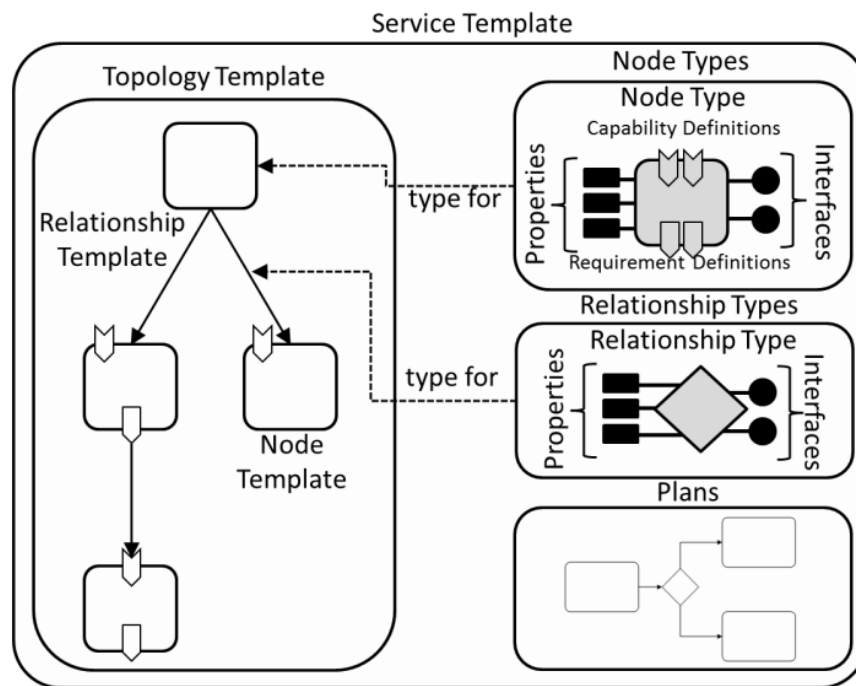 Service Template
Topology Template
Relationship
Template
Node
Template
type for
type for
Node Types
Node Type
Capability Definitions
Properties
Interfaces
Requirement Definitions
Relationship Types
Relationship Type
Properties
Interfaces
Plans